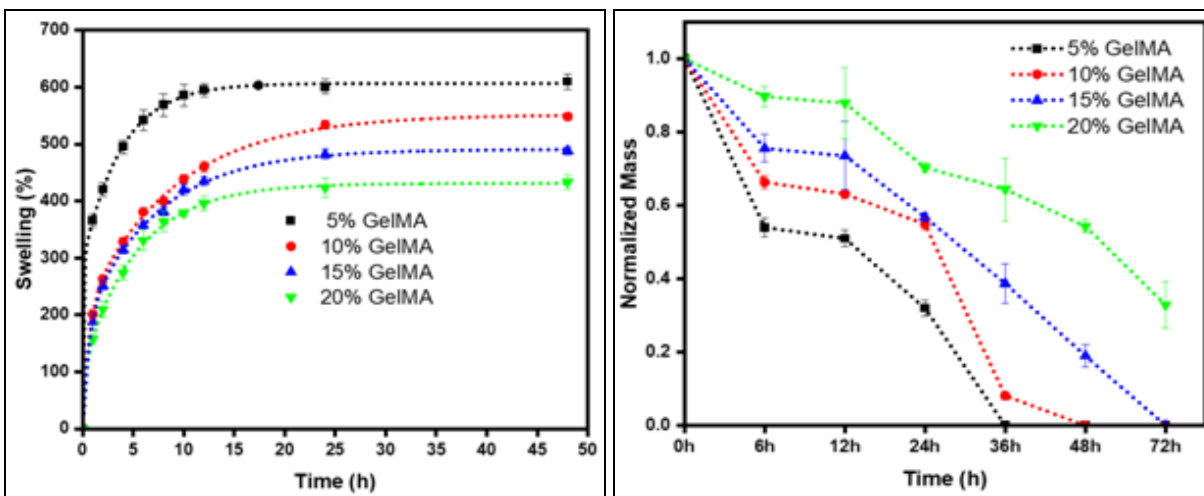 700
600
500
400
300
200
100
0
Swelling (%)
5% GelMA
10% GelMA
15% GelMA
20% GelMA
0 5 10 15 20 25 30 35 40 45 50
Time (h)
1.0
0.8
0.6
0.4
0.2
0.0
Normalized Mass
5% GelMA
10% GelMA
15% GelMA
20% GelMA
0h 6h 12h 24h 36h 48h 72h
Time (h)